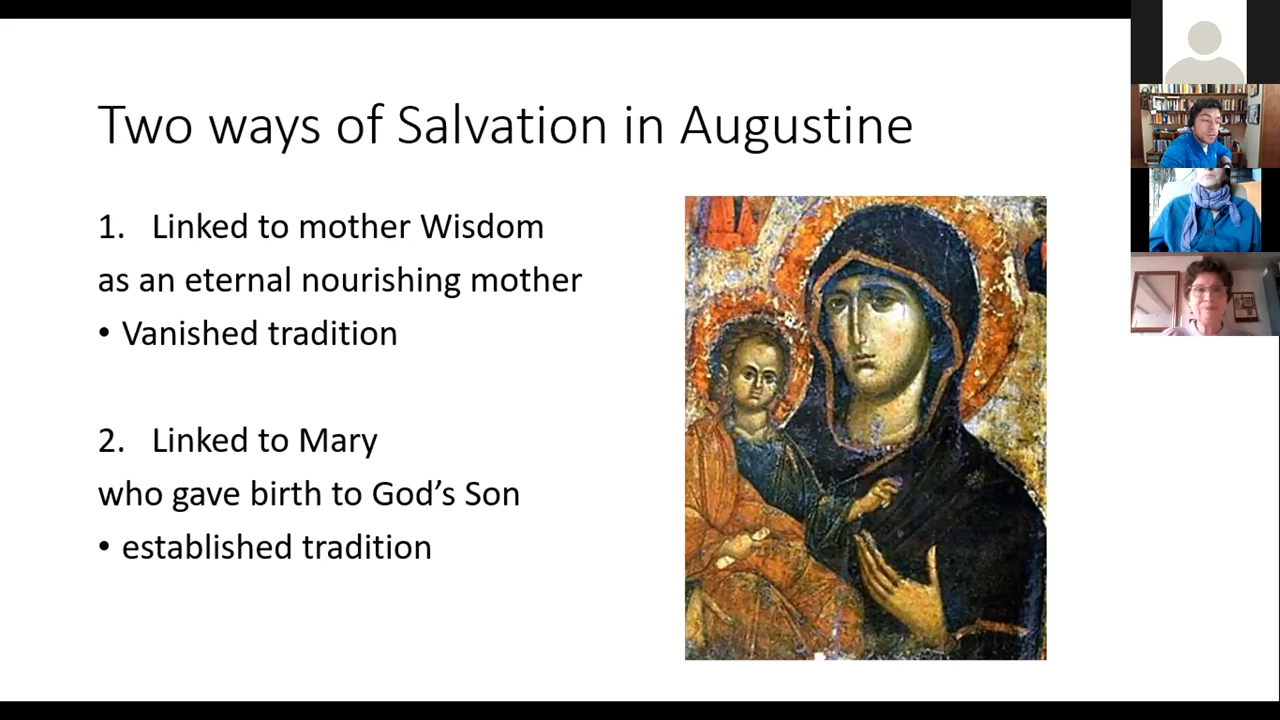 Two ways of Salvation in Augustine
1. Linked to mother Wisdom
as an eternal nourishing mother
• Vanished tradition
2. Linked to Mary
who gave birth to God’s Son
• established tradition